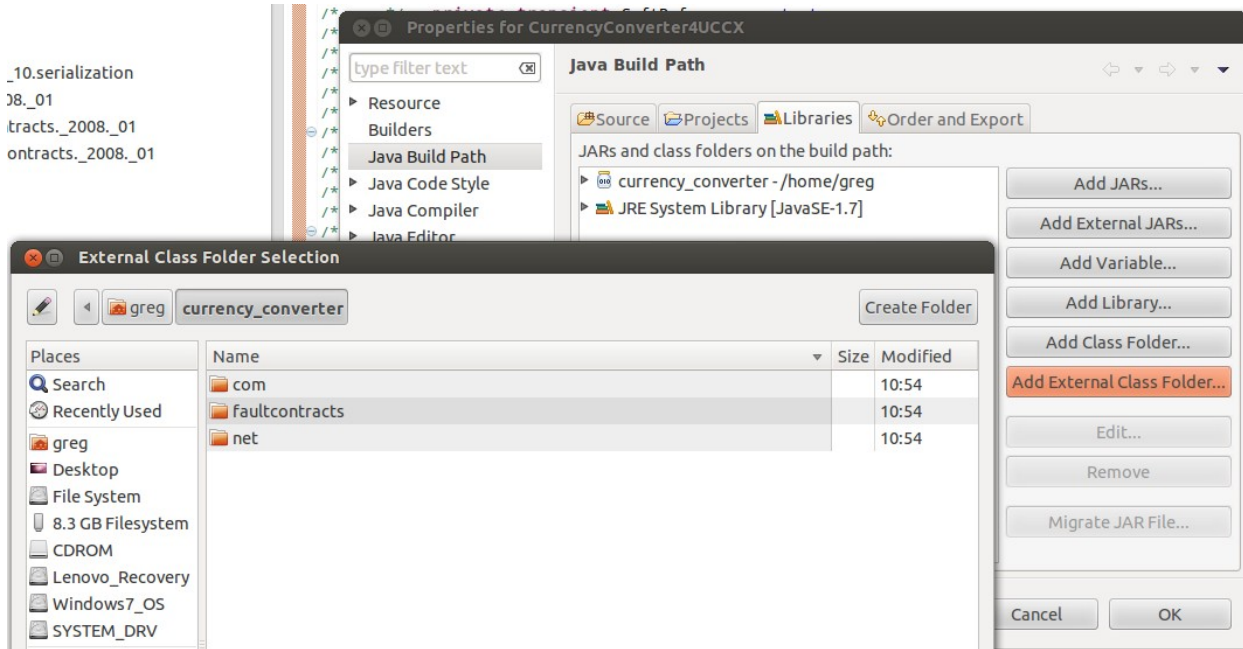 Properties for CurrencyConverter4UCCX
_10.serialization
08._01
tracts._2008._01
ontracts._2008._01
/*
/*
/*
/*
/*
/*
/*
/*
/*
/*
/*
type filter text
Resource
Builders
Java Build Path
Java Code Style
Java Compiler
Java Editor
Java Build Path
Source Projects Libraries Order and Export
JARs and class folders on the build path:
currency_converter - /home/greg
JRE System Library [JavaSE-1.7]
Add JARs...
Add External JARs...
Add Variable...
Add Library...
Add Class Folder...
Add External Class Folder...
Edit...
Remove
Migrate JAR File...
Cancel OK
External Class Folder Selection
greg currency_converter Create Folder
Places
Search
Recently Used
greg
Desktop
File System
8.3 GB Filesystem
CDROM
Lenovo_Recovery
Windows7_OS
SYSTEM_DRV
Name Size Modified
com 10:54
faultcontracts 10:54
net 10:54